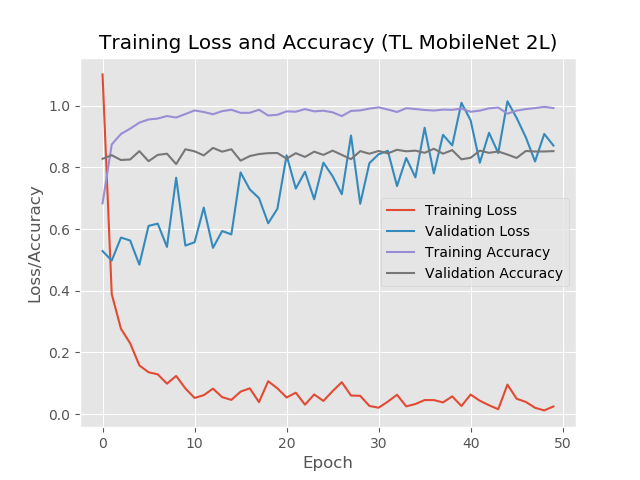 Training Loss and Accuracy (TL MobileNet 2L)
Loss/Accuracy
1.0
0.8
0.6
0.4
0.2
0.0
Training Loss
Validation Loss
Training Accuracy
Validation Accuracy
0 10 20 30 40 50
Epoch